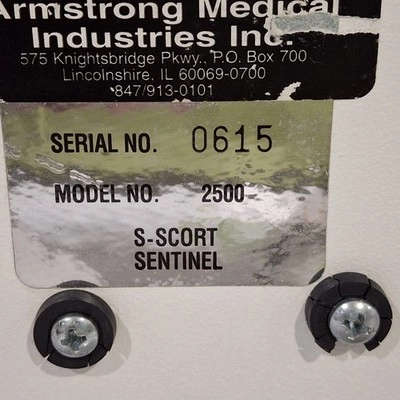 Armstrong Medical
Industries Inc.
575 Knightsbridge Pkwy., P.O. Box 700
Lincolnshire, IL 60069-0700
847/913-0101
SERIAL NO. 0615
MODEL NO. 2500
S-SCORT
SENTINEL